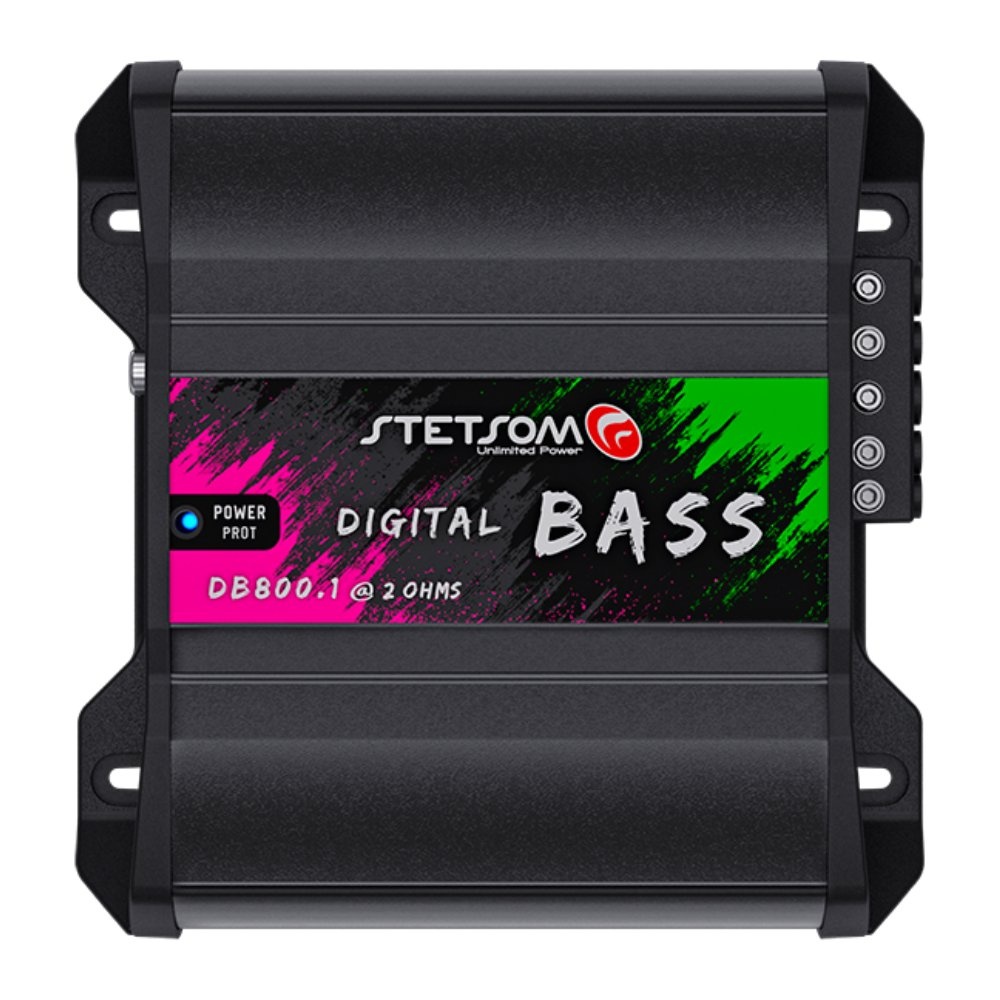 STETSOM
Unlimited Power
POWER
PROT
DIGITAL BASS
DB800.1 @ 2 OHMS